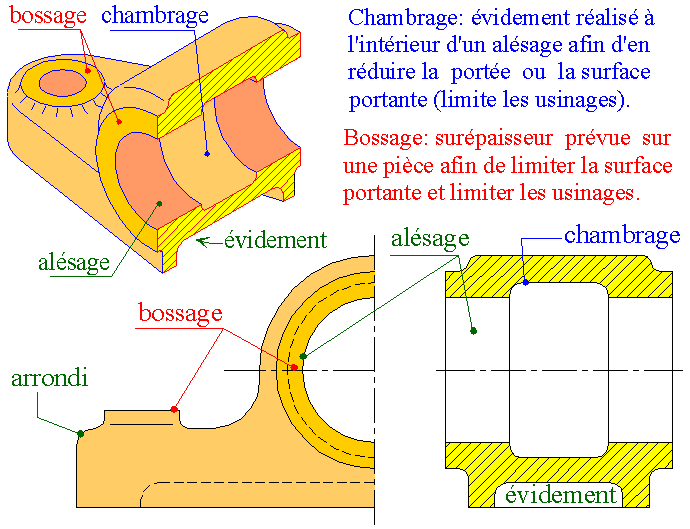 bossage chambrage
Chambrage: évidement réalisé à
l'intérieur d'un alésage afin d'en
réduire la portée ou la surface
portante (limite les usinages).
Bossage: surépaisseur prévue sur
une pièce afin de limiter la surface
portante et limiter les usinages.
évidement
alésage
alésage
chambrage
bossage
arrondi
évidement